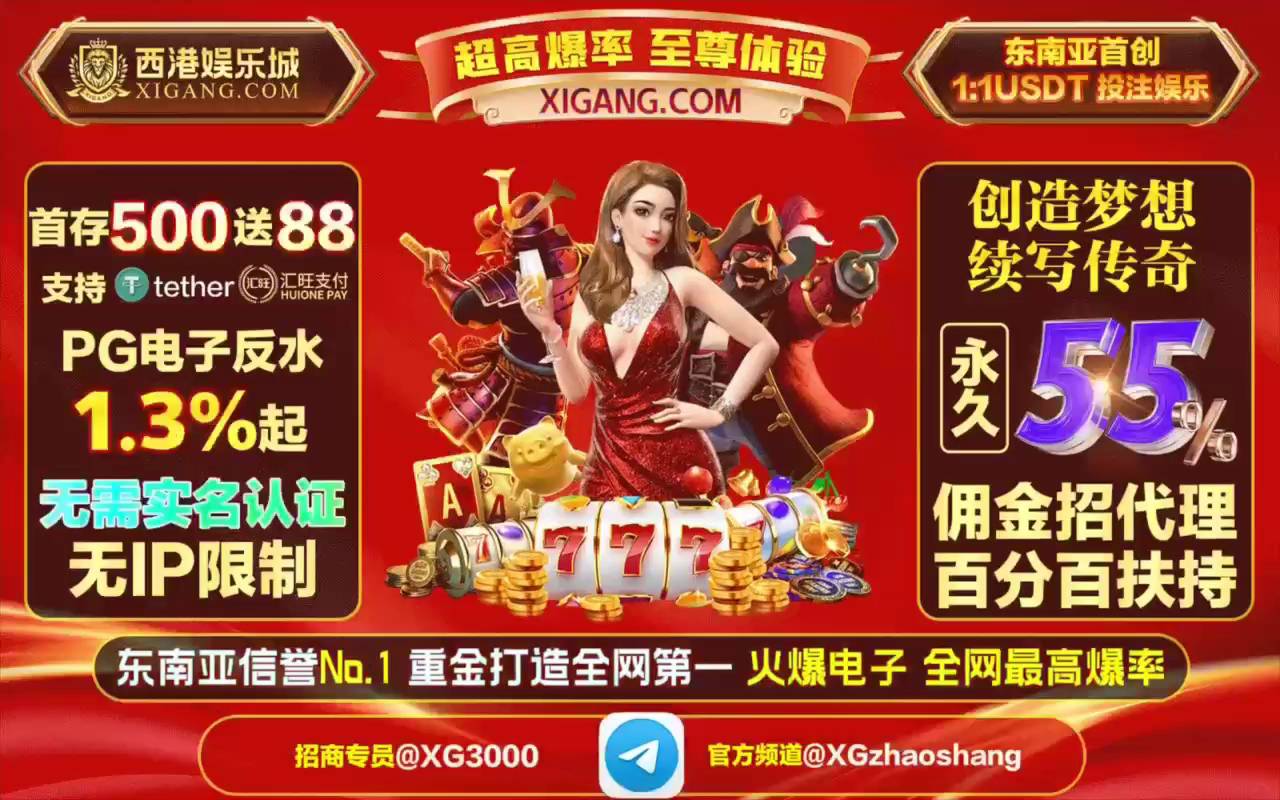 西港娱乐城
XIGANG.COM
超高爆率 至尊体验
XIGANG.COM
东南亚首创
1:1USDT 投注娱乐
首存500送88
支持 tether 汇旺 汇旺支付
HUIONE PAY
PG电子反水
1.3%起
无需实名认证
无IP限制
创造梦想
续写传奇
永久 55%
佣金招代理
百分百扶持
A
777
东南亚信誉No.1 重金打造全网第一 火爆电子 全网最高爆率
招商专员@XG3000
官方频道@XGzhaoshang